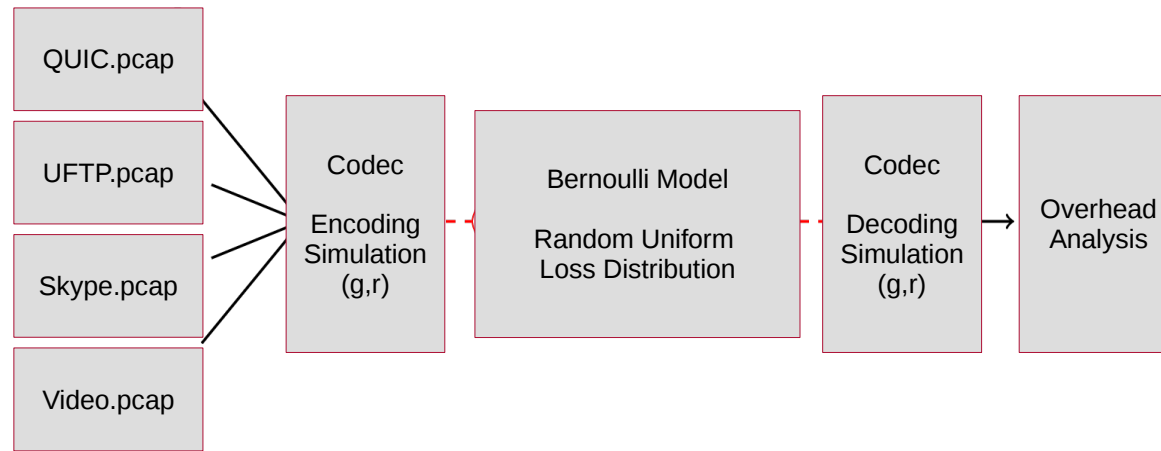 QUIC.pcap
UFTP.pcap
Skype.pcap
Video.pcap
Codec
Encoding
Simulation
(g,r)
Bernoulli Model
Random Uniform
Loss Distribution
Codec
Decoding
Simulation
(g,r)
Overhead
Analysis